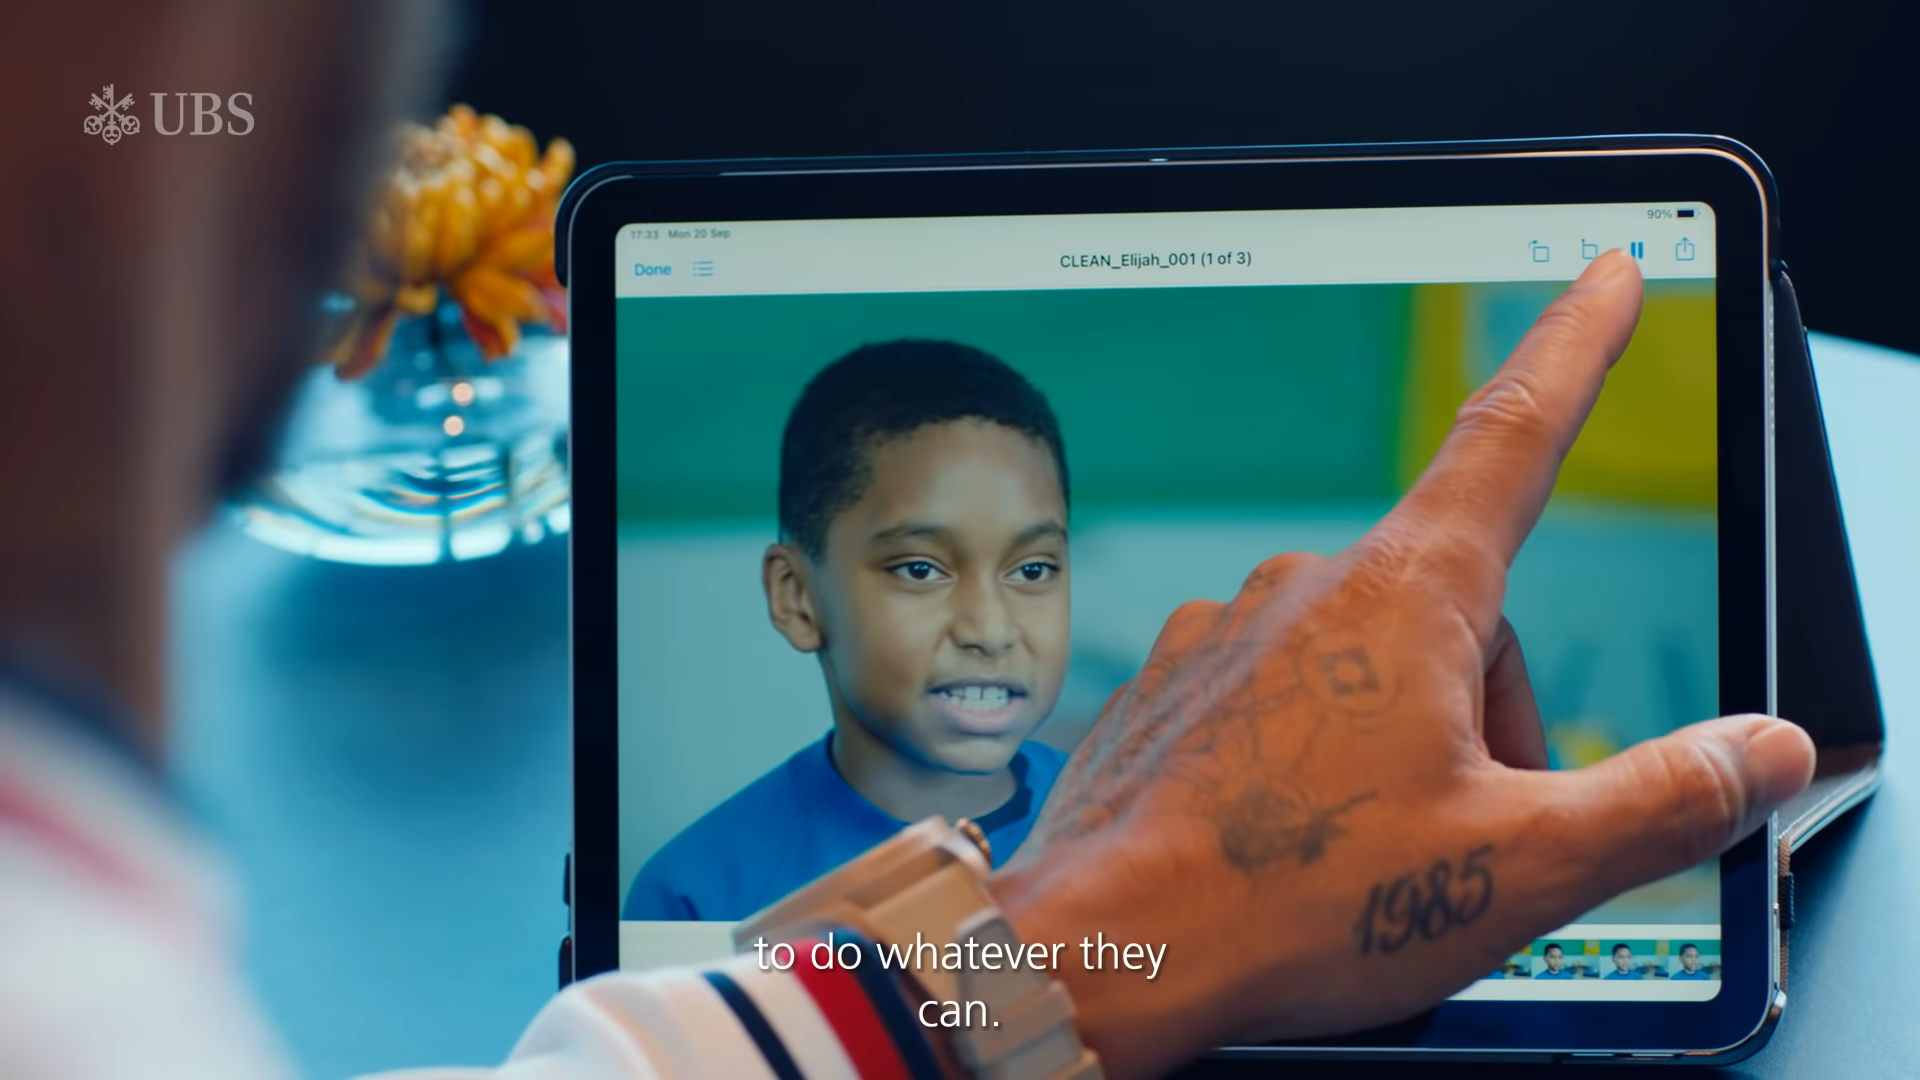 UBS
17:33 Mon 20 Sep
90%
Done
CLEAN_Elijah_001 (1 of 3)
1985
to do whatever they
can.